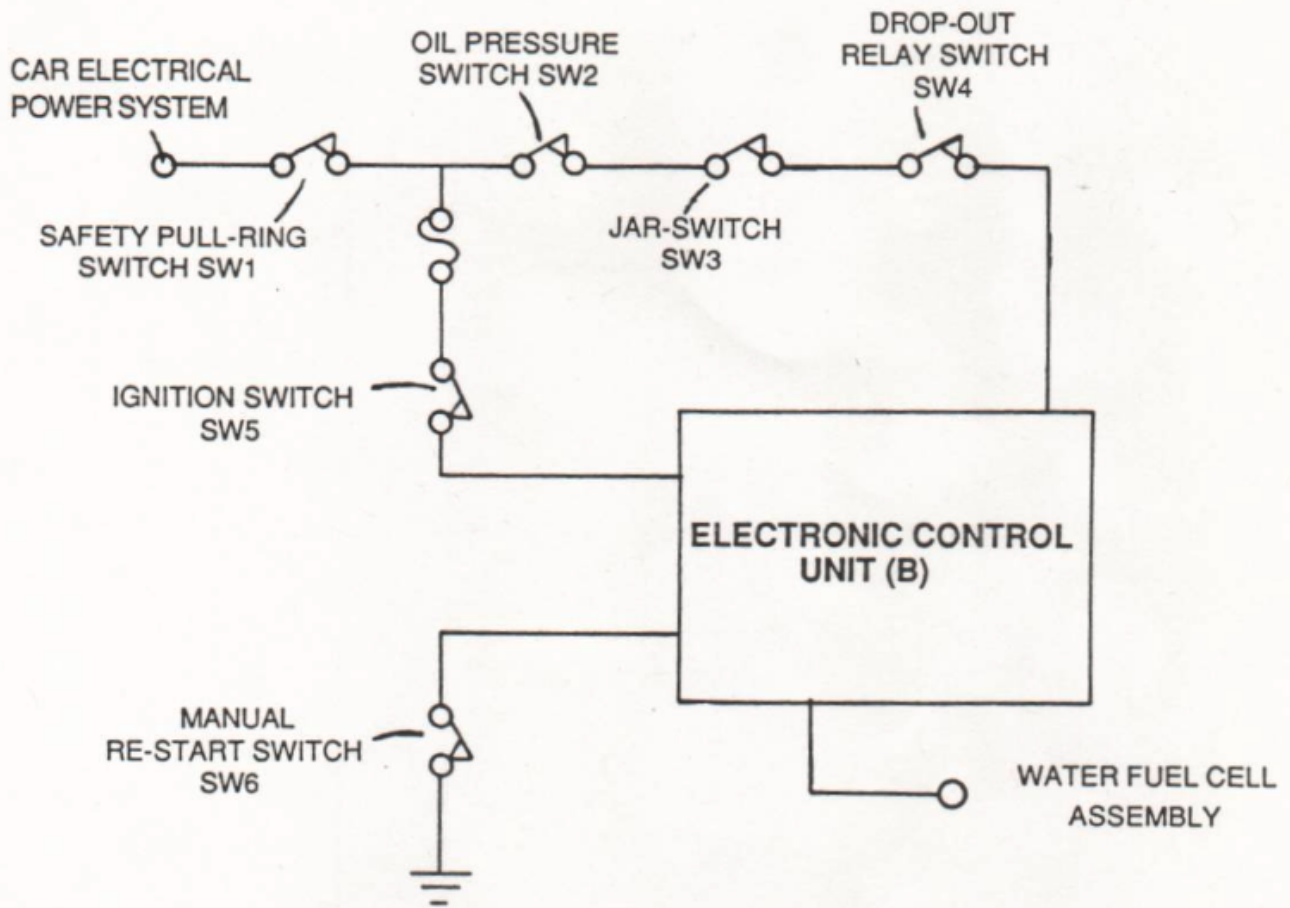 CAR ELECTRICAL
POWER SYSTEM
OIL PRESSURE
SWITCH SW2
DROP-OUT
RELAY SWITCH
SW4
SAFETY PULL-RING
SWITCH SW1
JAR-SWITCH
SW3
IGNITION SWITCH
SW5
ELECTRONIC CONTROL
UNIT (B)
MANUAL
RE-START SWITCH
SW6
WATER FUEL CELL
ASSEMBLY